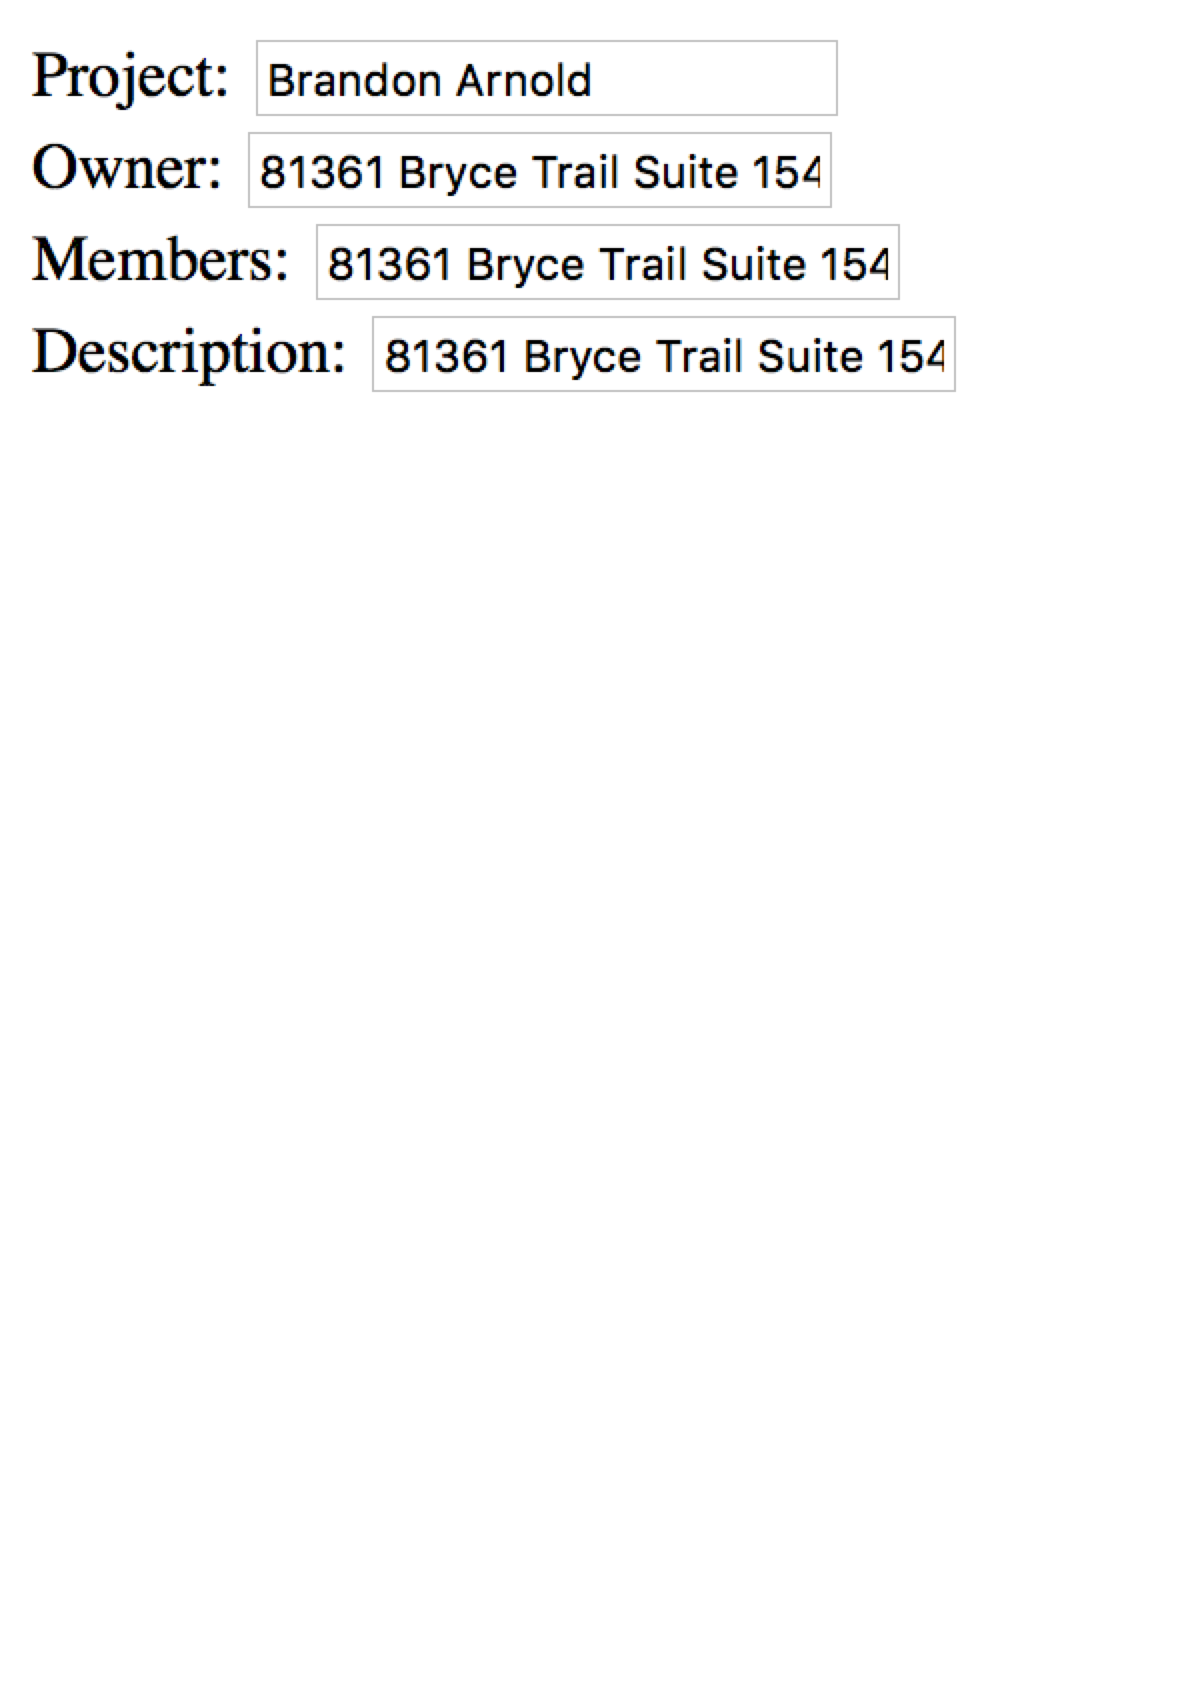 Project: Brandon Arnold
Owner: 81361 Bryce Trail Suite 154
Members: 81361 Bryce Trail Suite 154
Description: 81361 Bryce Trail Suite 154